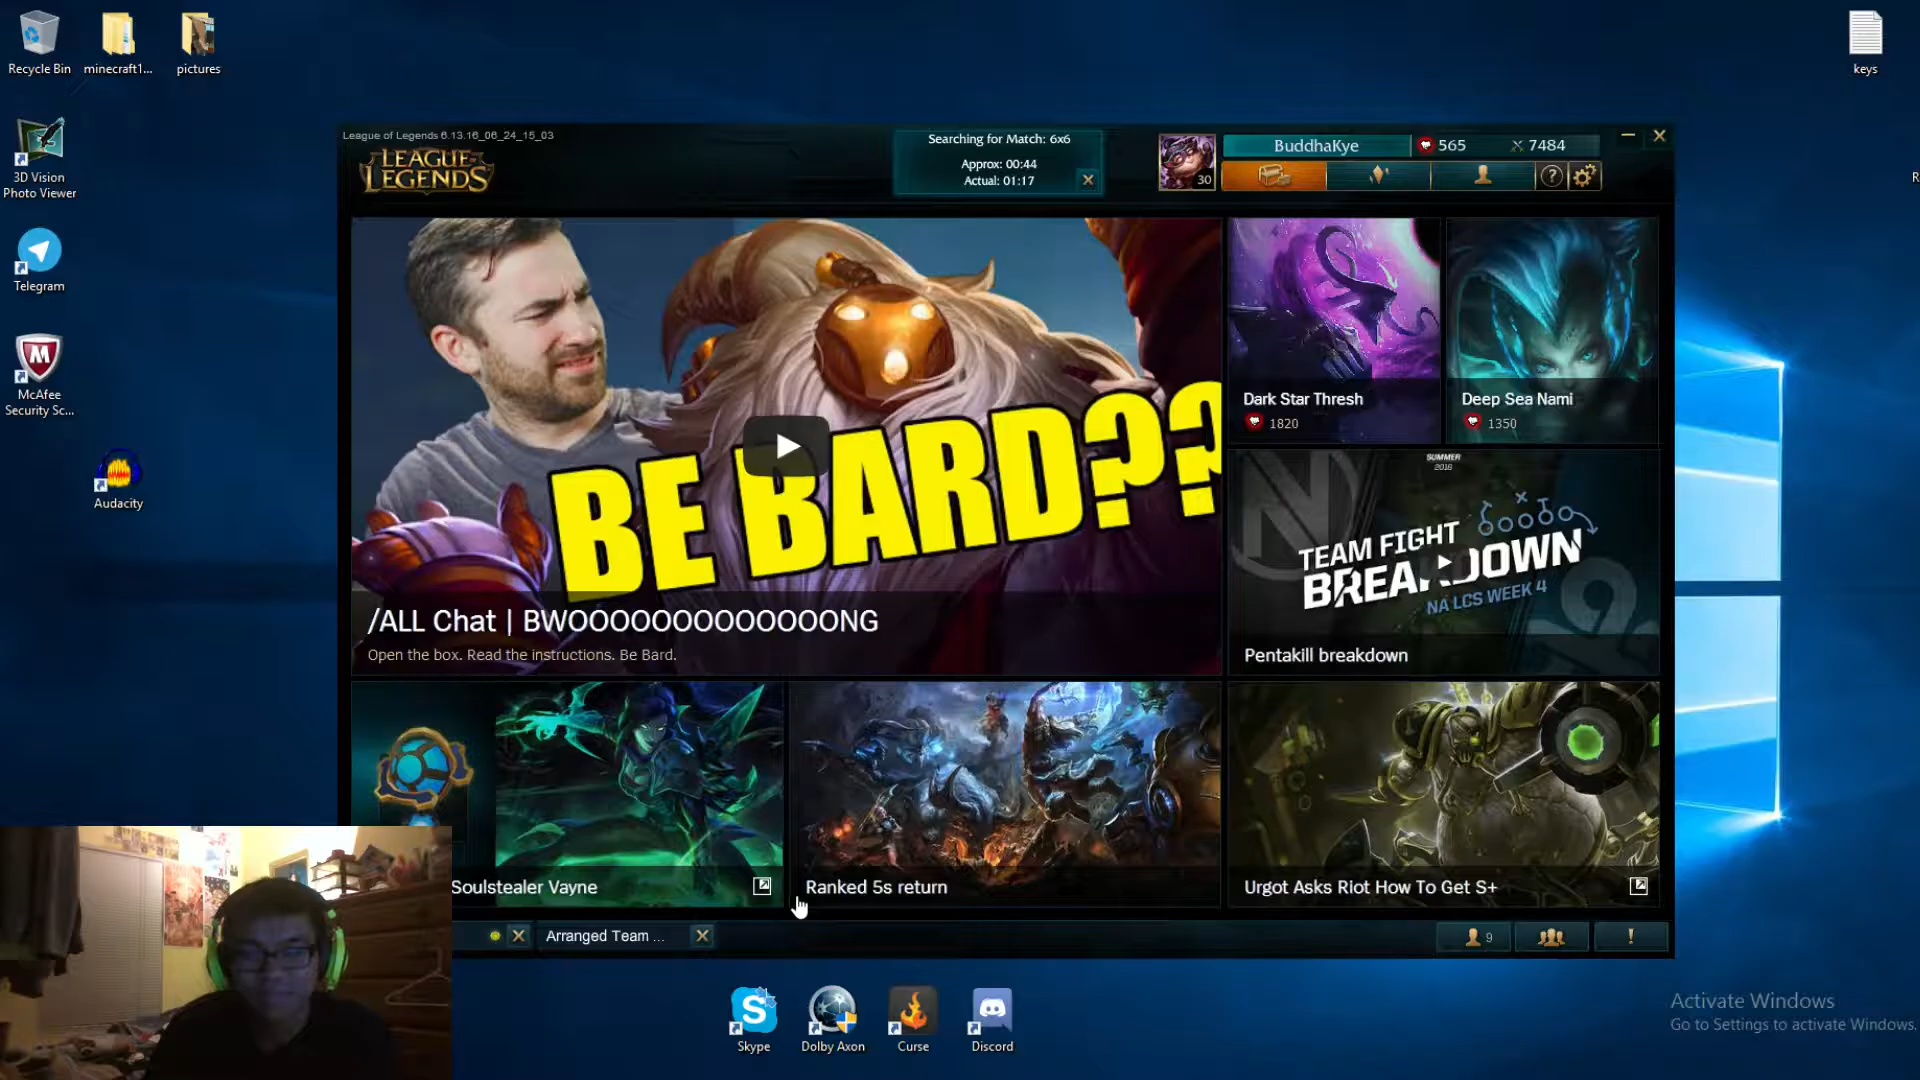 Recycle Bin
minecraft1...
pictures
keys
3D Vision
Photo Viewer
Telegram
McAfee
Security Sc...
Audacity
League of Legends 6.13.16_06_24_15_03
LEAGUE OF
LEGENDS
Searching for Match: 6x6
Approx: 00:44
Actual: 01:17
30
BuddhaKye
565
7484
?
BE BARD??
/ALL Chat | BWOOOOOOOOOOOOONG
Open the box. Read the instructions. Be Bard.
Dark Star Thresh
1820
Deep Sea Nami
1350
SUMMER
2016
TEAM FIGHT
BREAKDOWN
NA LCS WEEK 4
Pentakill breakdown
Soulstealer Vayne
Ranked 5s return
Urgot Asks Riot How To Get S+
Arranged Team ...
9
!
Skype
Dolby Axon
Curse
Discord
Activate Windows
Go to Settings to activate Windows.